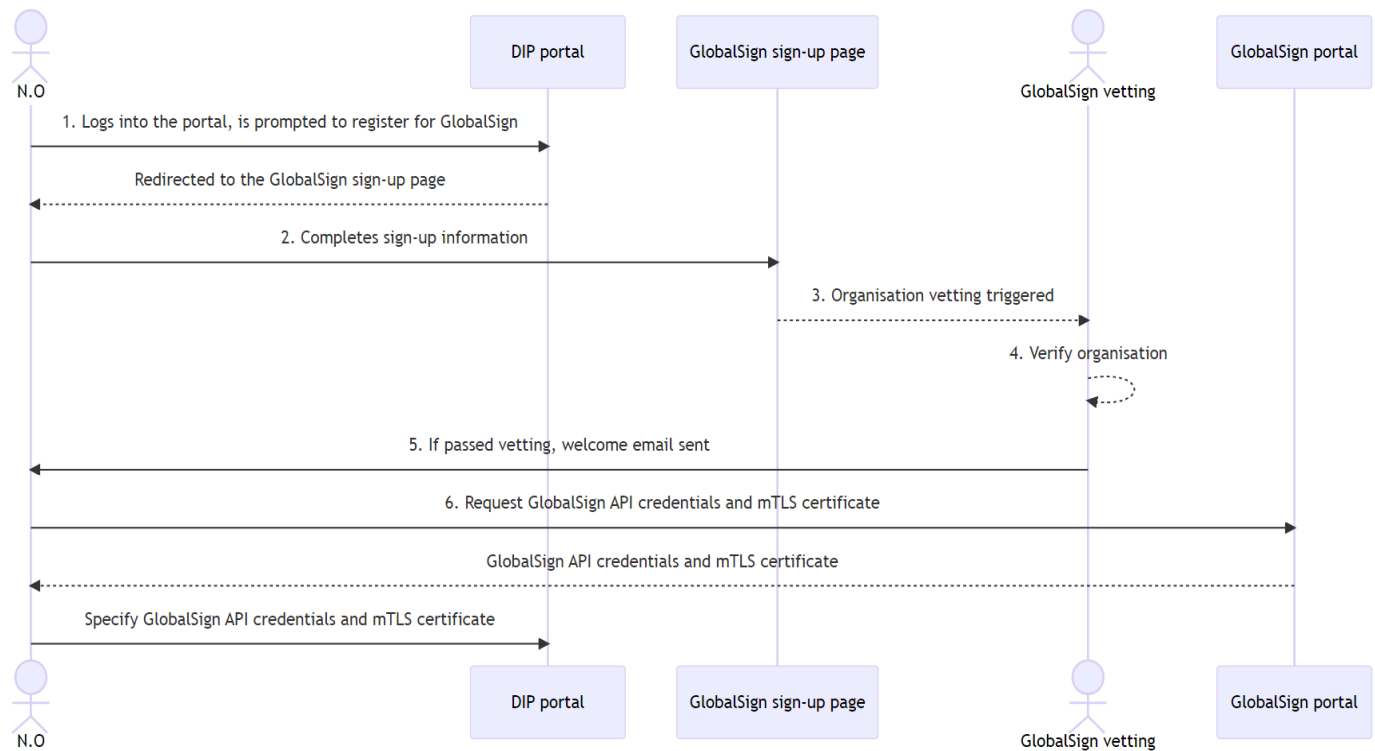 DIP portal
GlobalSign sign-up page
GlobalSign portal
N.O
GlobalSign vetting
1. Logs into the portal, is prompted to register for GlobalSign
Redirected to the GlobalSign sign-up page
2. Completes sign-up information
3. Organisation vetting triggered
4. Verify organisation
5. If passed vetting, welcome email sent
6. Request GlobalSign API credentials and mTLS certificate
GlobalSign API credentials and mTLS certificate
Specify GlobalSign API credentials and mTLS certificate
DIP portal
GlobalSign sign-up page
GlobalSign portal
N.O
GlobalSign vetting